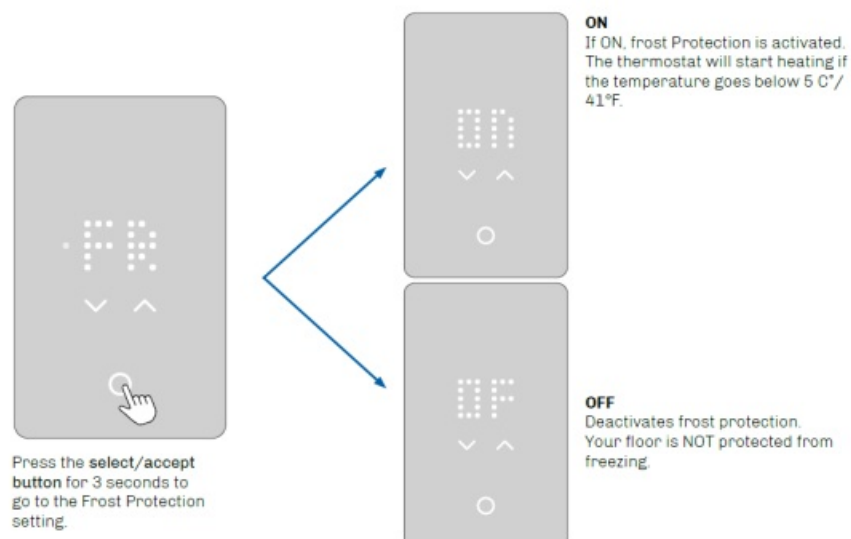 FR
Press the select/accept
button for 3 seconds to
go to the Frost Protection
setting.
ON
ON
If ON, frost Protection is activated.
The thermostat will start heating if
the temperature goes below 5 C°/
41°F.
OF
OFF
Deactivates frost protection.
Your floor is NOT protected from
freezing.